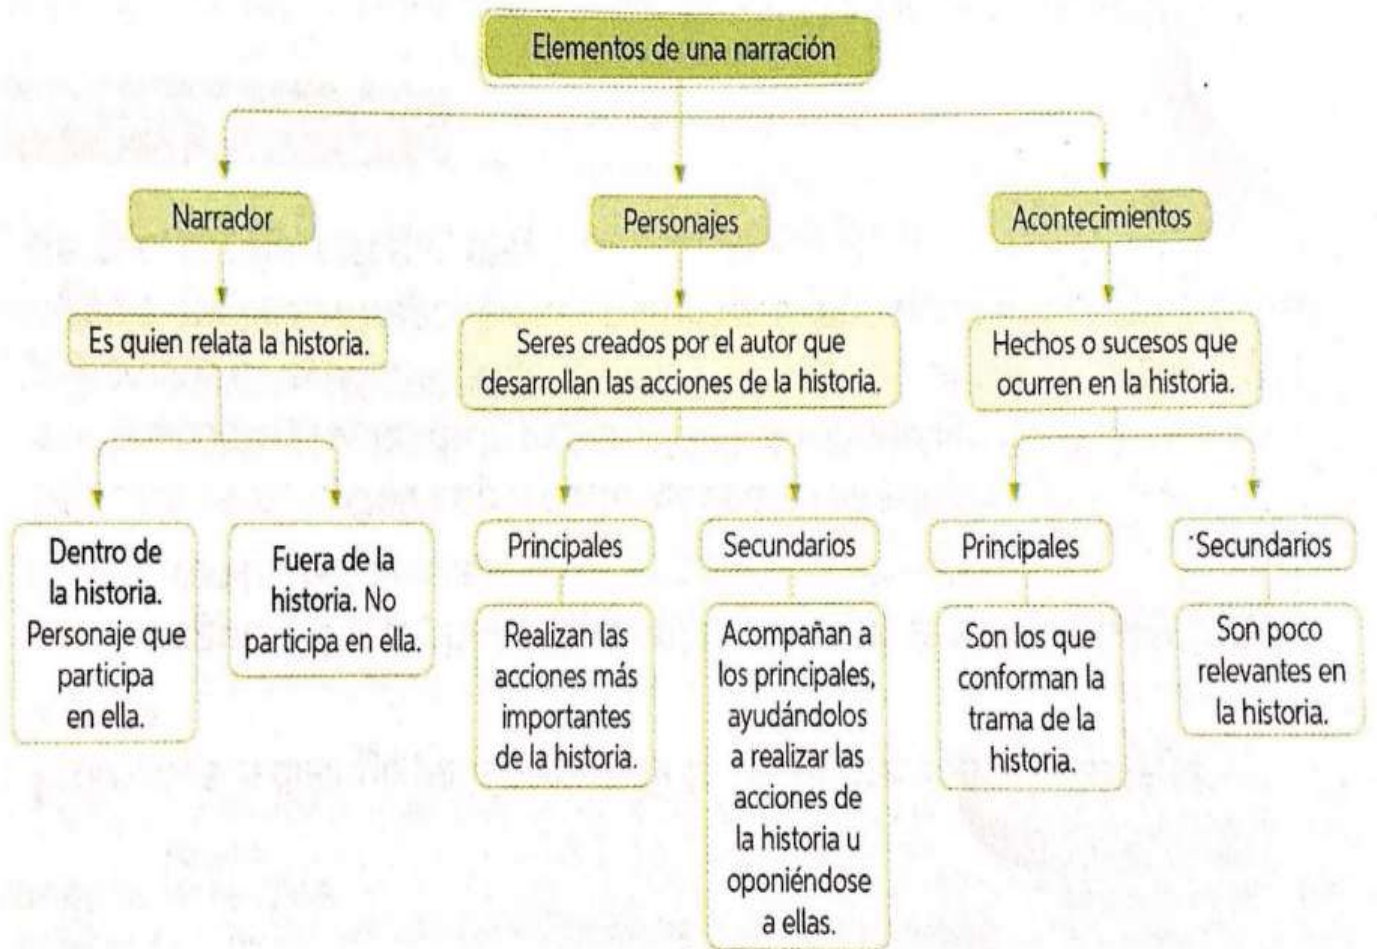 Elementos de una narración
Narrador
Es quien relata la historia.
Dentro de
la historia.
Personaje que
participa
en ella.
Fuera de la
historia. No
participa en ella.
Personajes
Seres creados por el autor que
desarrollan las acciones de la historia.
Principales
Realizan las
acciones más
importantes
de la historia.
Secundarios
Acompañan a
los principales,
ayudándolos
a realizar las
acciones de
la historia u
oponiéndose
a ellas.
Acontecimientos
Hechos o sucesos que
ocurren en la historia.
Principales
Son los que
conforman la
trama de la
historia.
Secundarios
Son poco
relevantes en
la historia.